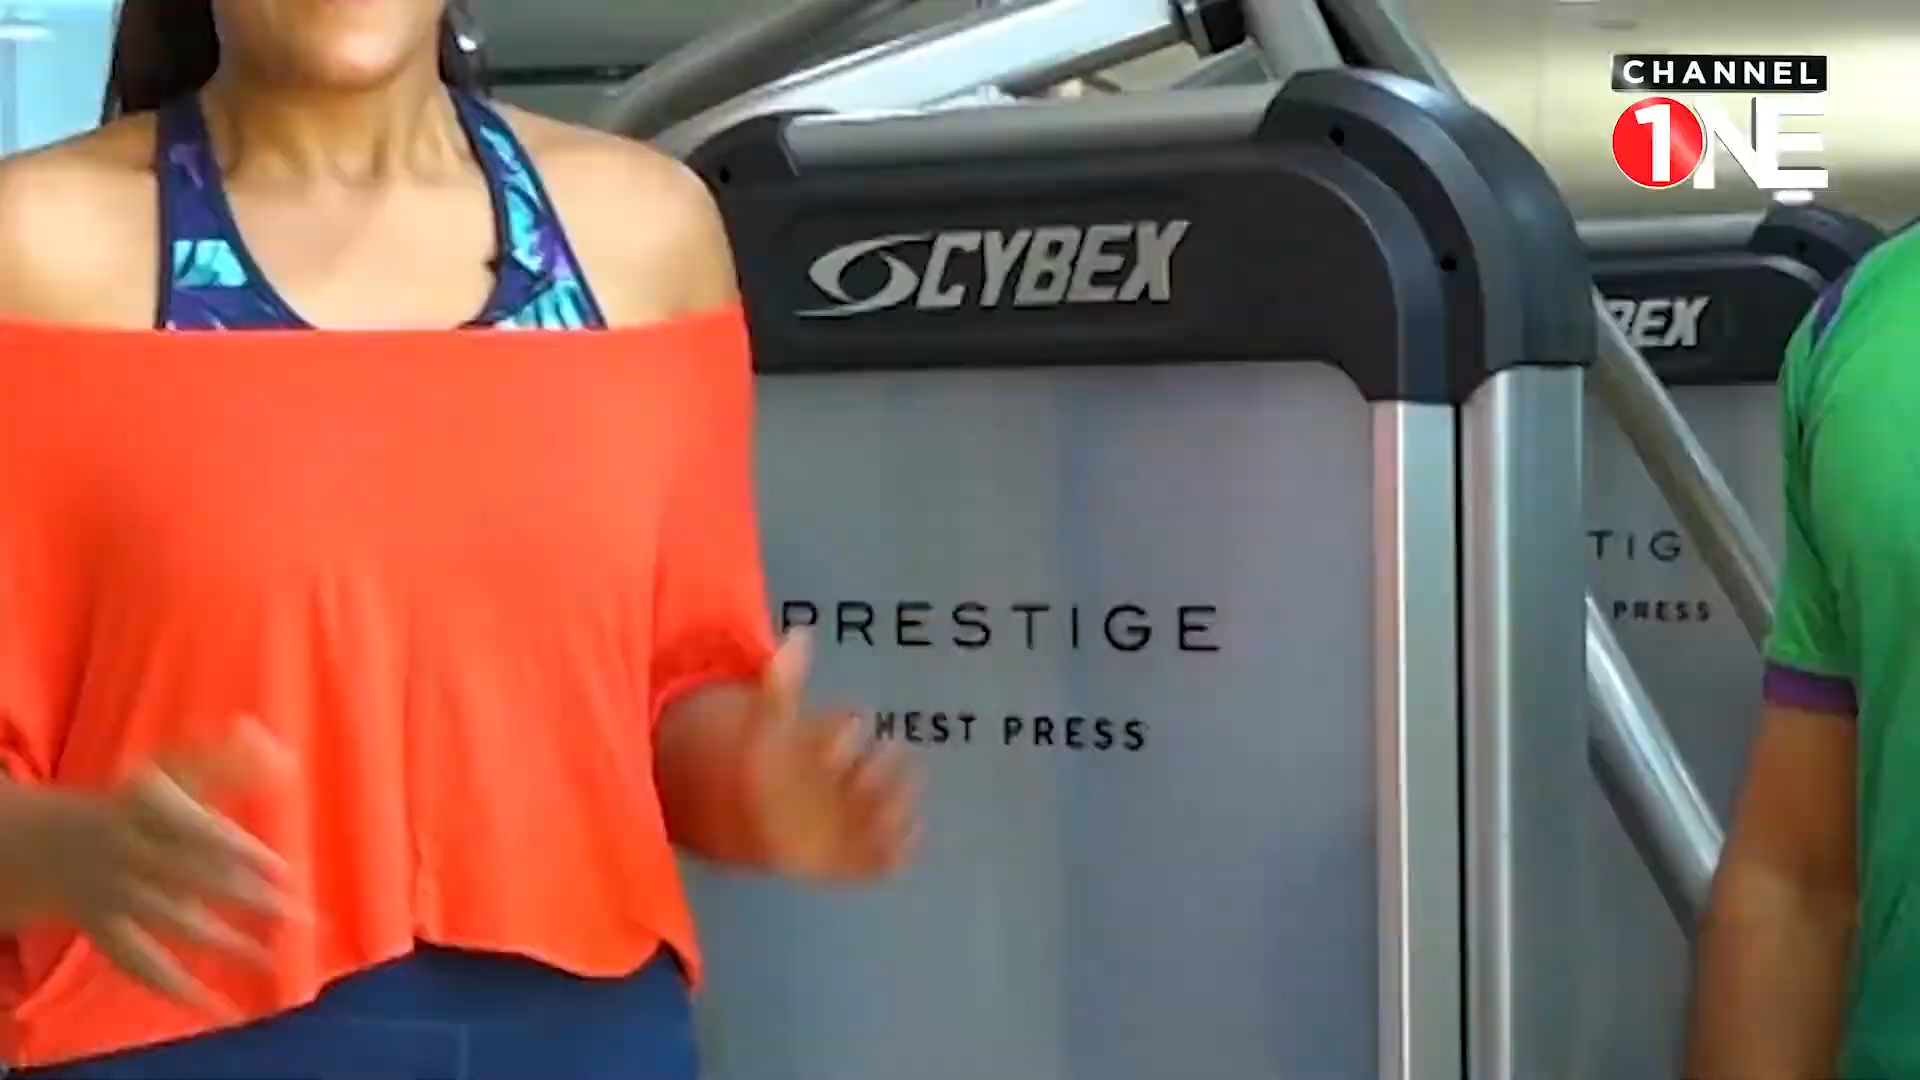 CHANNEL
1NE
CYBEX
BEX
TIG
PRESS
PRESTIGE
HEST PRESS